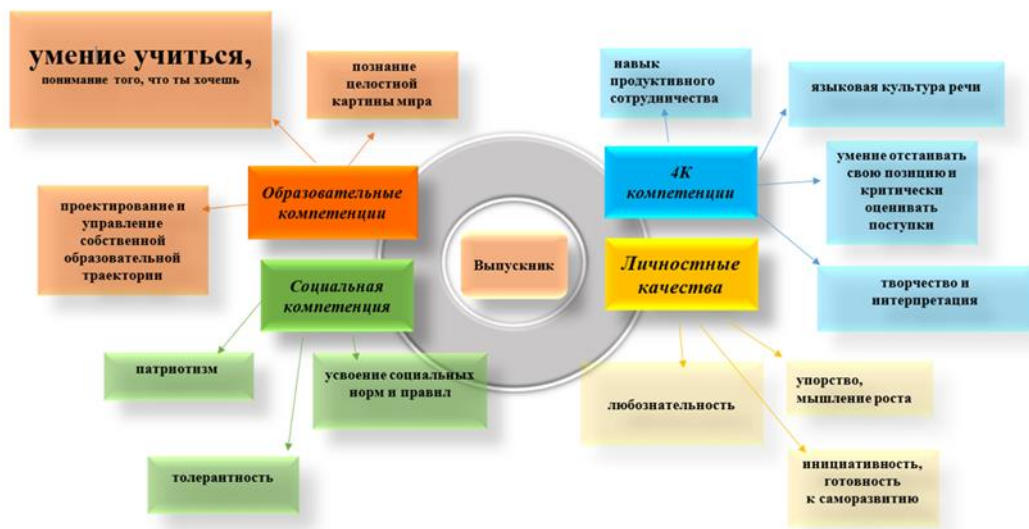 умение учиться,
понимание того, что ты хочешь
познание
целостной
картины мира
Образовательные
компетенции
проектирование и
управление
собственной
образовательной
траектории
навык
продуктивного
сотрудничества
языковая культура речи
4К
компетенции
умение отстаивать
свою позицию и
критически
оценивать
поступки
творчество и
интерпретация
Выпускник
Социальная
компетенция
патриотизм
усвоение социальных
норм и правил
толерантность
Личностные
качества
любознательность
упорство,
мышление роста
инициативность,
готовность
к саморазвитию